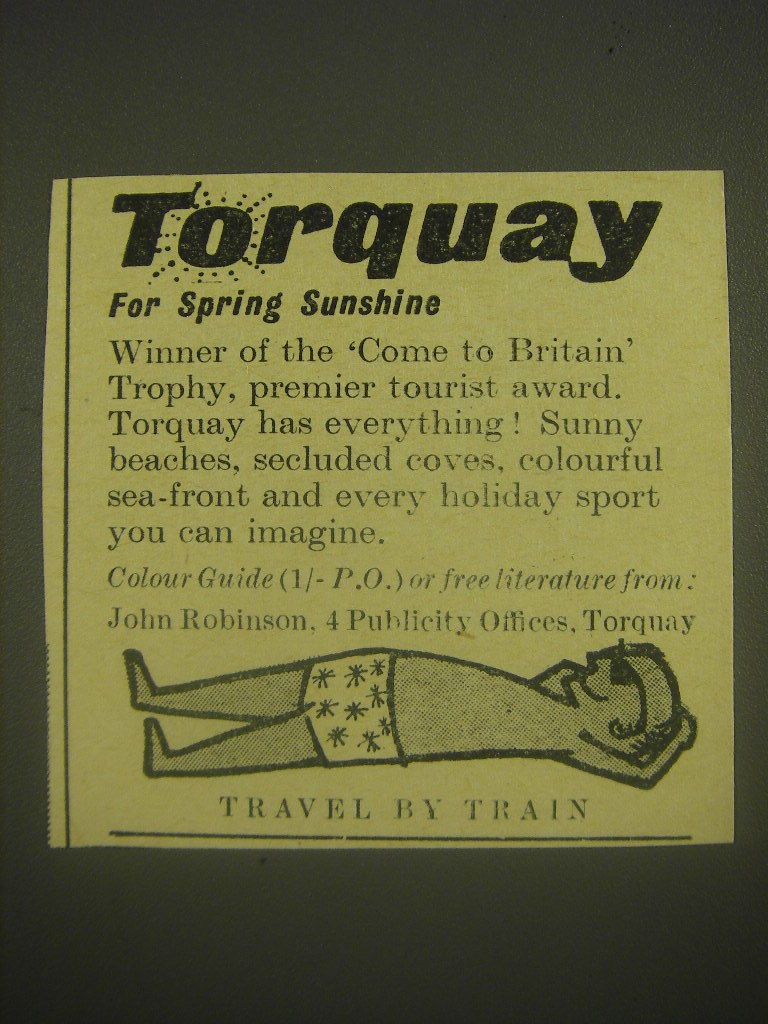 Torquay
For Spring Sunshine
Winner of the ‘Come to Britain’
Trophy, premier tourist award.
Torquay has everything! Sunny
beaches, secluded coves, colourful
sea-front and every holiday sport
you can imagine.
Colour Guide (1/- P.O.) or free literature from:
John Robinson, 4 Publicity Offices, Torquay
TRAVEL BY TRAIN